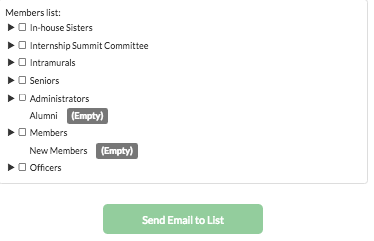 Members list:
In-house Sisters
Internship Summit Committee
Intramurals
Seniors
Administrators
Alumni (Empty)
Members
New Members (Empty)
Officers
Send Email to List